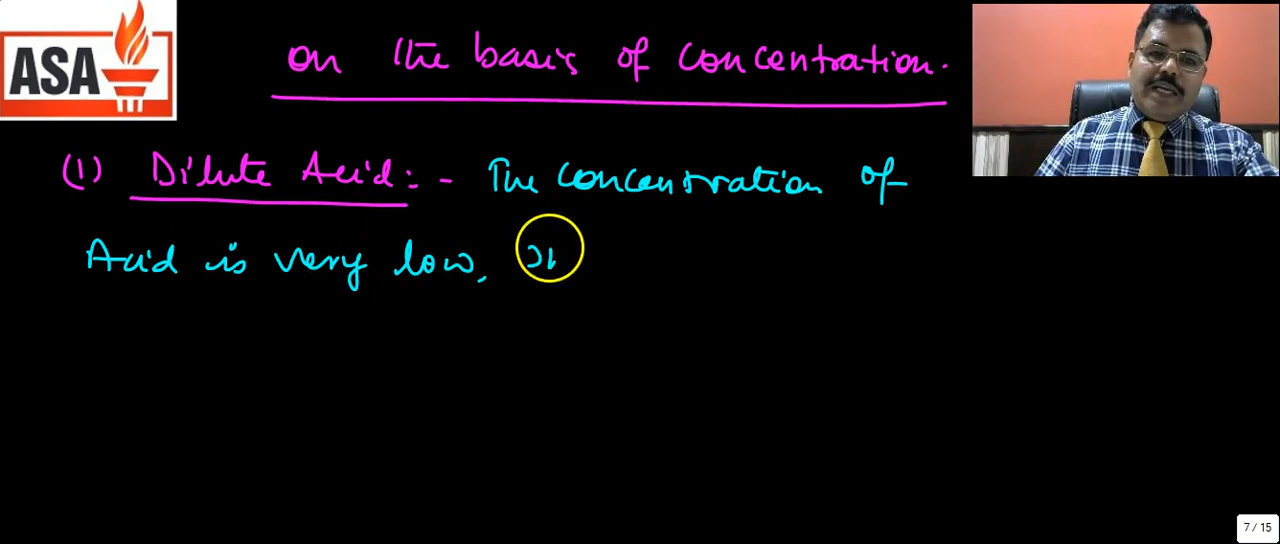 ASA
on the basis of concentration.
(1) Dilute Acid :- The concentration of
Acid is very low,
7 / 15